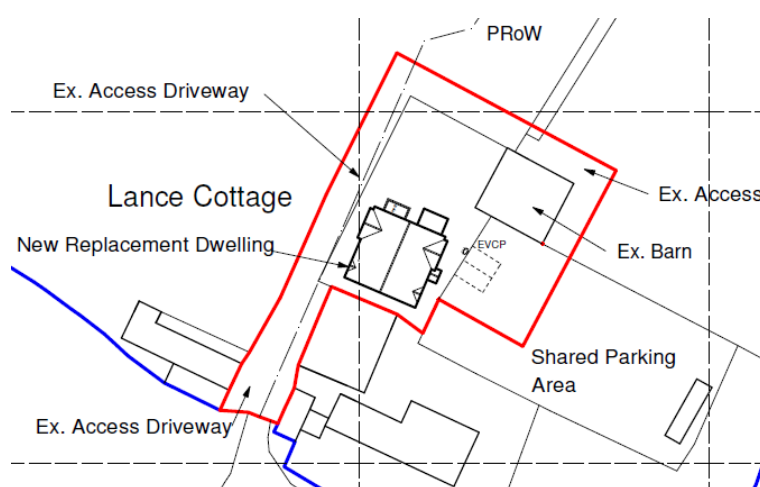 PRoW
Ex. Access Driveway
Lance Cottage
Ex. Access
New Replacement Dwelling
EVCP
Ex. Barn
Shared Parking
Area
Ex. Access Driveway